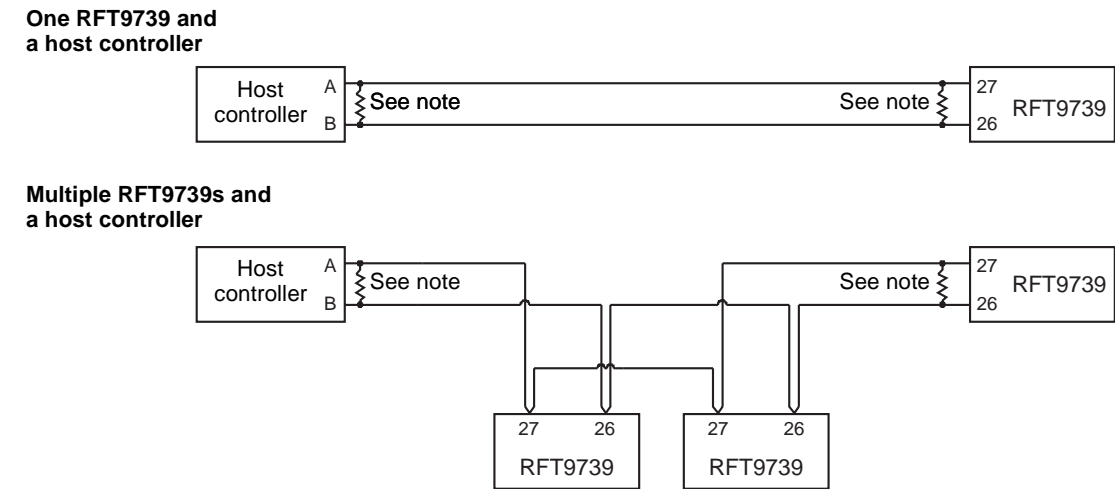 One RFT9739 and
a host controller
Host
controller
A
B
See note
See note
27
26
RFT9739
Multiple RFT9739s and
a host controller
Host
controller
A
B
See note
See note
27
26
RFT9739
27 26
RFT9739
27 26
RFT9739